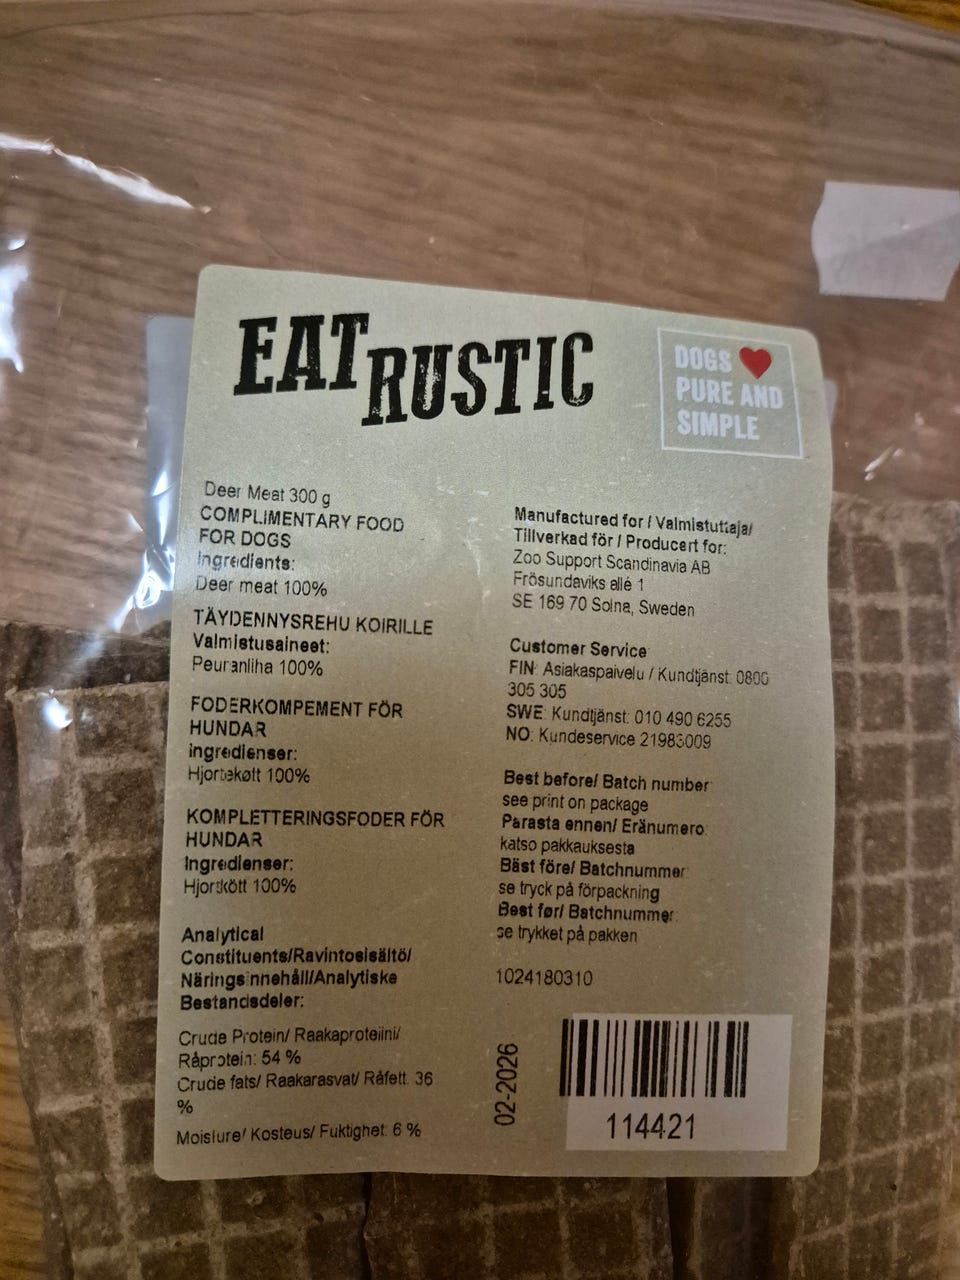 EAT RUSTIC
DOGS
PURE AND
SIMPLE
Deer Meat 300 g
COMPLIMENTARY FOOD
FOR DOGS
Ingredients:
Deer meat 100%
TÄYDENNYSREHU KOIRILLE
Valmistusaineet:
Peuranliha 100%
FODERKOMPEMENT FÖR
HUNDAR
Ingredienser:
Hjortekøtt 100%
KOMPLETTERINGSFODER FÖR
HUNDAR
Ingredienser:
Hjortkött 100%
Analytical
Constituents/Ravintosisältö/
Näringsinnehåll/Analytiske
Bestandsdeler:
Crude Protein/ Raakaproteiini/
Råprotein: 54 %
Crude fats/ Raakarasvat/ Råfett. 36
%
Moisture/ Kosteus/ Fuktighet: 6 %
Manufactured for / Valmistuttaja/
Tillverkad för / Producert for:
Zoo Support Scandinavia AB
Frösundaviks allé 1
SE 169 70 Solna, Sweden
Customer Service
FIN: Asiakaspalvelu / Kundtjänst: 0800
305 305
SWE: Kundtjänst: 010 490 6255
NO: Kundeservice 21983009
Best before/ Batch number:
see print on package
Parasta ennen/ Eränumero:
katso pakkauksesta
Bäst före/ Batchnummer
se tryck på förpackning
Best før/ Batchnummer:
se trykket på pakken
1024180310
02-2026
114421